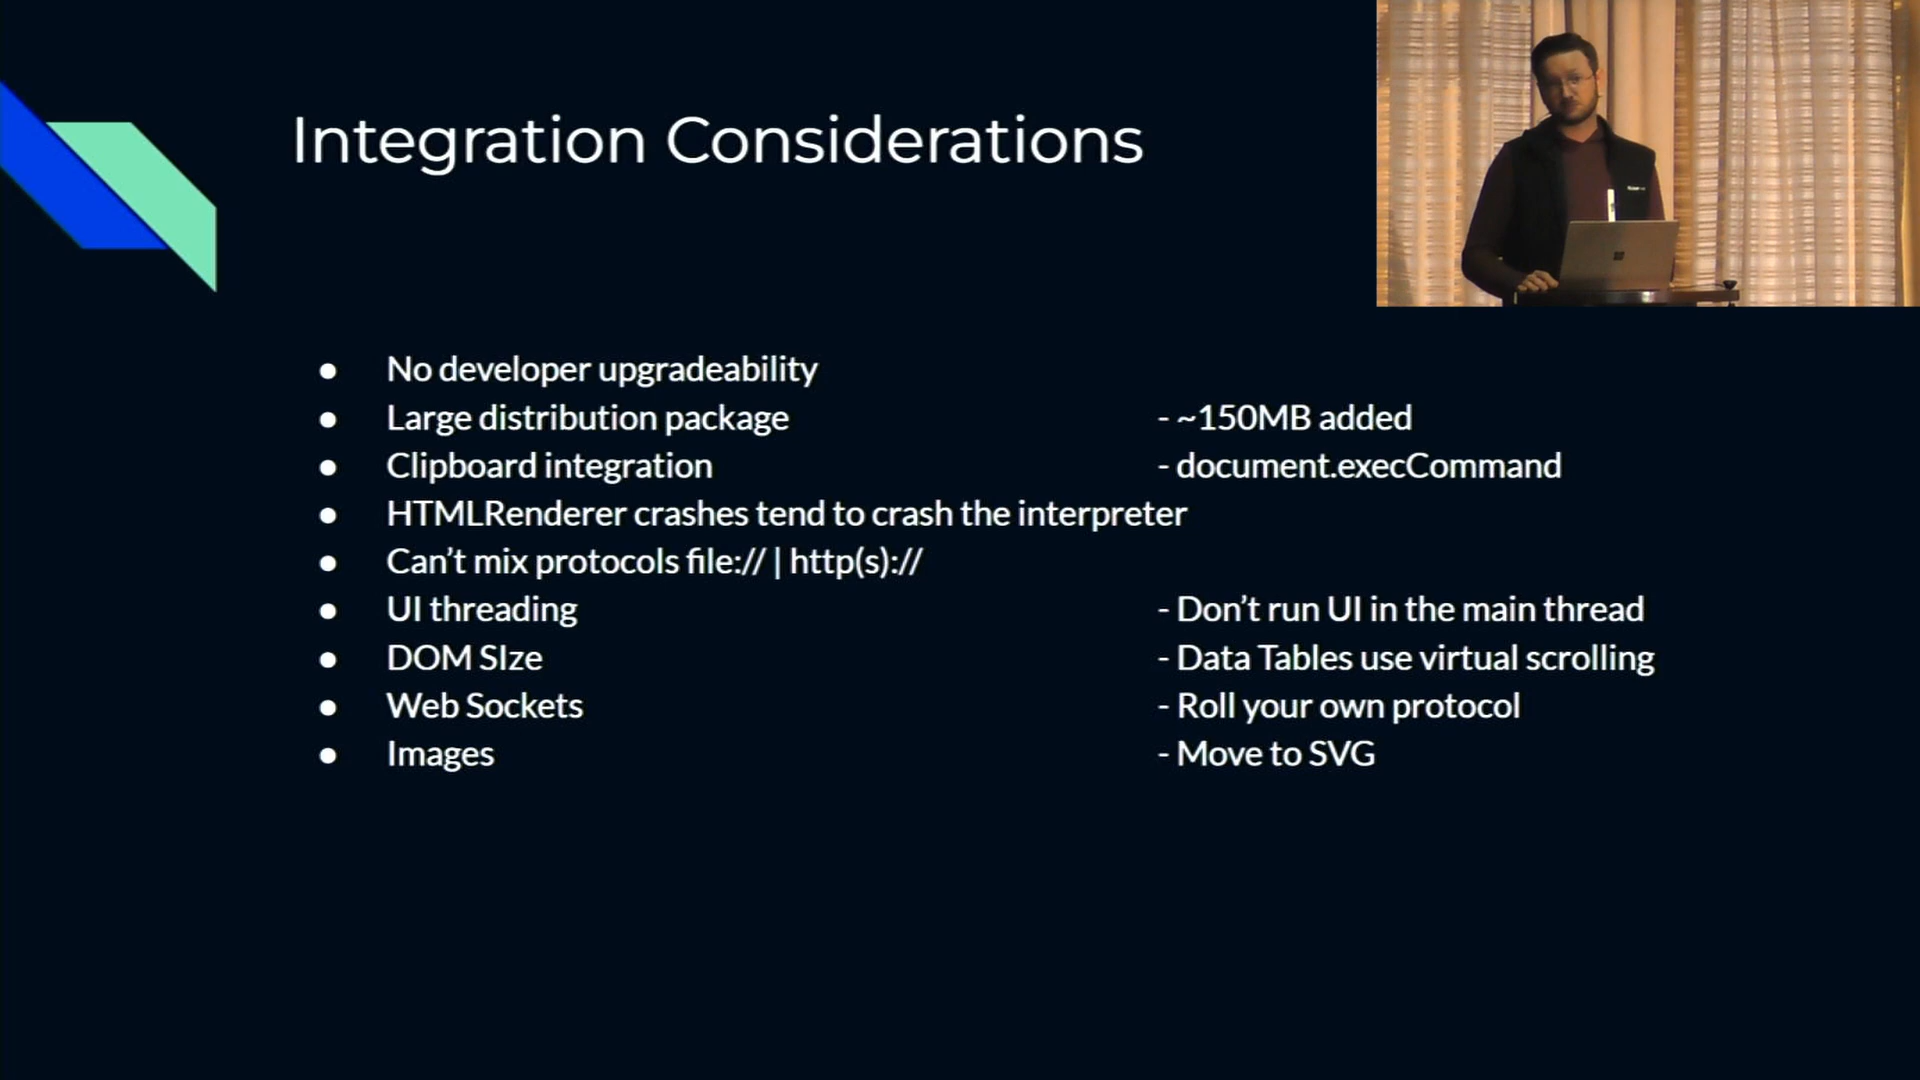 Integration Considerations
● No developer upgradeability
● Large distribution package - ~150MB added
● Clipboard integration - document.execCommand
● HTMLRenderer crashes tend to crash the interpreter
● Can’t mix protocols file:// | http(s)://
● UI threading - Don’t run UI in the main thread
● DOM SIze - Data Tables use virtual scrolling
● Web Sockets - Roll your own protocol
● Images - Move to SVG